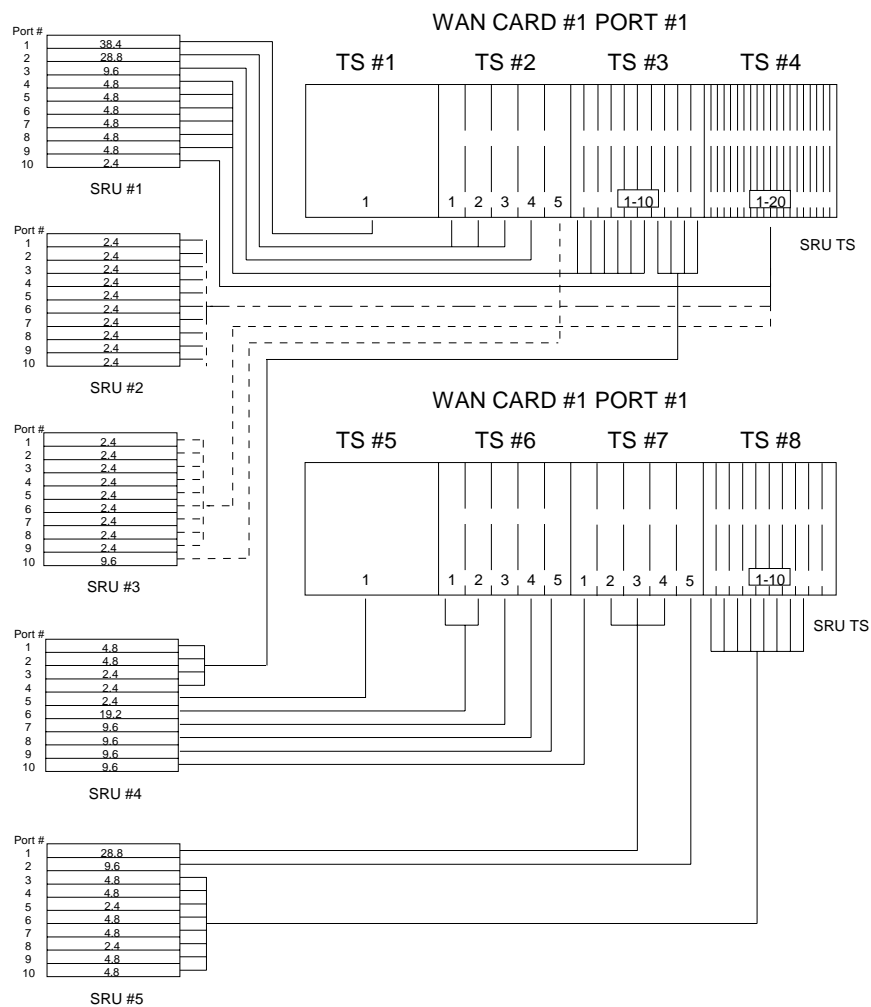 WAN CARD #1 PORT #1
TS #1 TS #2 TS #3 TS #4
1 1 2 3 4 5 1-10 1-20
SRU TS
Port #
1 38.4
2 28.8
3 9.6
4 4.8
5 4.8
6 4.8
7 4.8
8 4.8
9 4.8
10 2.4
SRU #1
Port #
1 2.4
2 2.4
3 2.4
4 2.4
5 2.4
6 2.4
7 2.4
8 2.4
9 2.4
10 2.4
SRU #2
WAN CARD #1 PORT #1
TS #5 TS #6 TS #7 TS #8
1 1 2 3 4 5 1 2 3 4 5 1-10
SRU TS
Port #
1 2.4
2 2.4
3 2.4
4 2.4
5 2.4
6 2.4
7 2.4
8 2.4
9 2.4
10 9.6
SRU #3
Port #
1 4.8
2 4.8
3 2.4
4 2.4
5 2.4
6 19.2
7 9.6
8 9.6
9 9.6
10 9.6
SRU #4
Port #
1 28.8
2 9.6
3 4.8
4 4.8
5 2.4
6 4.8
7 4.8
8 2.4
9 4.8
10 4.8
SRU #5